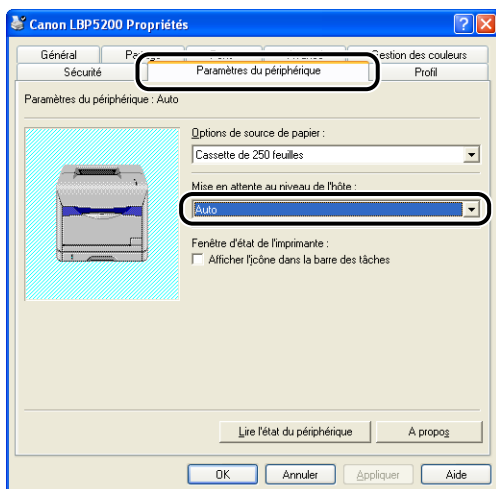 Canon LBP5200 Propriétés
Général Gestion des couleurs
Sécurité Paramètres du périphérique Profil
Paramètres du périphérique : Auto
Options de source de papier :
Cassette de 250 feuilles
Mise en attente au niveau de l'hôte :
Auto
Fenêtre d'état de l'imprimante :
Afficher l'icône dans la barre des tâches
Lire l'état du périphérique A propos
OK Annuler Appliquer Aide